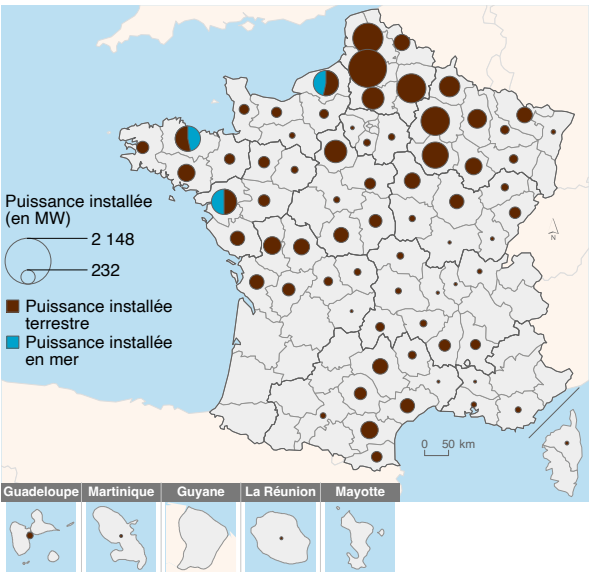 Puissance installée
(en MW)
2 148
232
Puissance installée
terrestre
Puissance installée
en mer
N
0 50 km
Guadeloupe Martinique Guyane La Réunion Mayotte